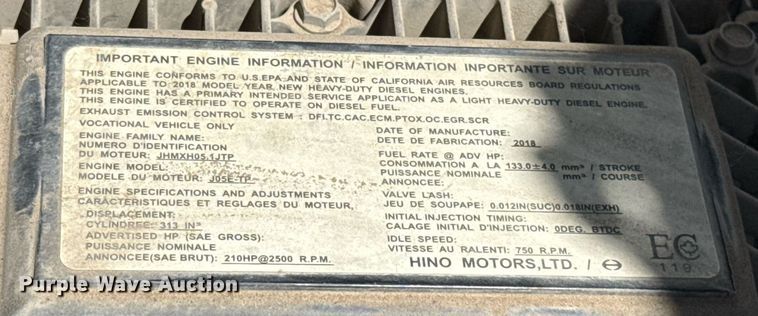 IMPORTANT ENGINE INFORMATION / INFORMATION INPORTANTE SUR MOTEUR
THIS ENGINE CONFORMS TO U.S.EPA AND STATE OF CALIFORNIA AIR RESOURCES BOARD REGULATIONS
APPLICABLE TO 2018 MODEL YEAR NEW HEAVY-DUTY DIESEL ENGINES.
THIS ENGINE HAS A PRIMARY INTENDED SERVICE APPLICATION AS A LIGHT HEAVY-DUTY DIESEL ENGINE.
THIS ENGINE IS CERTIFIED TO OPERATE ON DIESEL FUEL.
EXHAUST EMISSION CONTROL SYSTEM : DFI.TC.CAC.ECM.PTOX.OC.EGR.SCR
VOCATIONAL VEHICLE ONLY
ENGINE FAMILY NAME:
NUMERO D'IDENTIFICATION
DU MOTEUR: JHMXH05.1JTP
ENGINE MODEL:
MODELE DU MOTEUR: J05E-TP
ENGINE SPECIFICATIONS AND ADJUSTMENTS
CARACTÉRISTIQUES ET REGLAGES DU MOTEUR,
DISPLACEMENT:
CYLINDREE: 313 IN³
ADVERTISED HP (SAE GROSS):
PUISSANCE NOMINALE
ANNONCEE(SAE BRUT): 210HP@2500 R.P.M.
DATE OF MANUFACTURE:
DETE DE FABRICATION: 2018
FUEL RATE @ ADV HP:
CONSOMMATION A LA 133.0±4.0 mm³ / STROKE
PUISSANCE NOMINALE mm³ / COURSE
ANNONCEE:
VALVE LASH:
JEU DE SOUPAPE: 0.012IN(SUC)0.018IN(EXH)
INITIAL INJECTION TIMING:
CALAGE INITIAL D'INJECTION: 0DEG. BTDC
IDLE SPEED:
VITESSE AU RALENTI: 750 R.P.M.
HINO MOTORS,LTD. /
EC
119
Purple Wave Auction